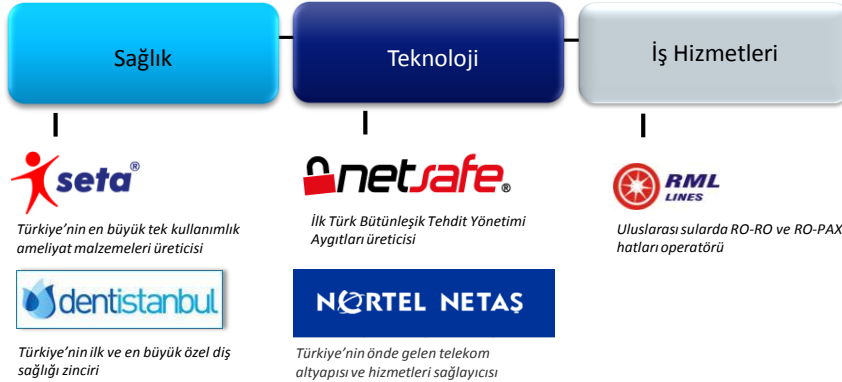 Sağlık
Teknoloji
İş Hizmetleri
seta®
Türkiye'nin en büyük tek kullanımlık
ameliyat malzemeleri üreticisi
dentistanbul
Türkiye'nin ilk ve en büyük özel diş
sağlığı zinciri
netsafe®
İlk Türk Bütünleşik Tehdit Yönetimi
Aygıtları üreticisi
NORTEL NETAŞ
Türkiye'nin önde gelen telekom
altyapısı ve hizmetleri sağlayıcısı
RML
LINES
Uluslarası sularda RO-RO ve RO-PAX
hatları operatörü